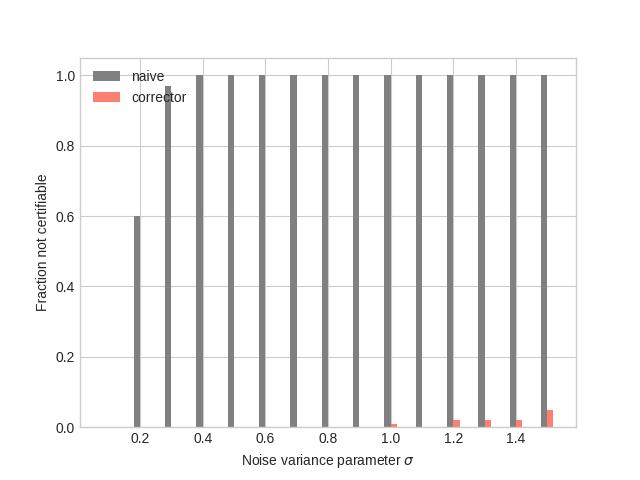 naive
corrector
1.0
0.8
0.6
0.4
0.2
0.0
Fraction not certifiable
0.2 0.4 0.6 0.8 1.0 1.2 1.4
Noise variance parameter σ